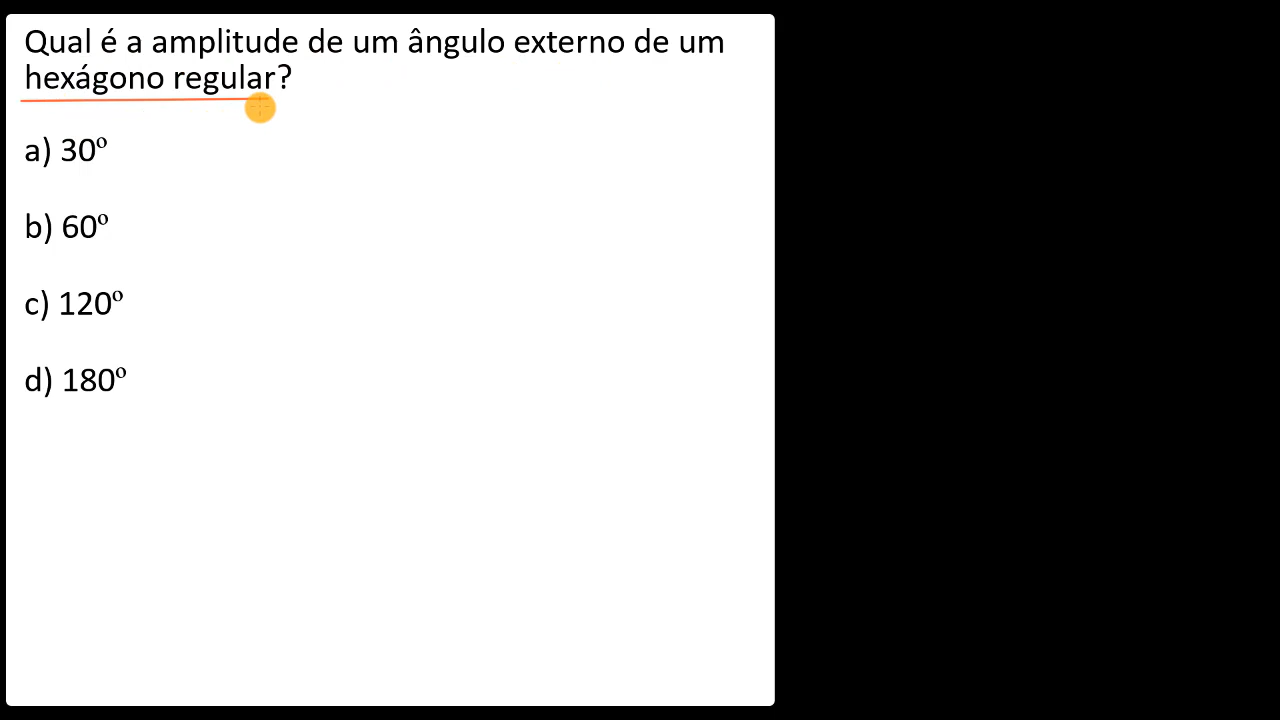 Qual é a amplitude de um ângulo externo de um
hexágono regular?
a) 30º
b) 60º
c) 120º
d) 180º